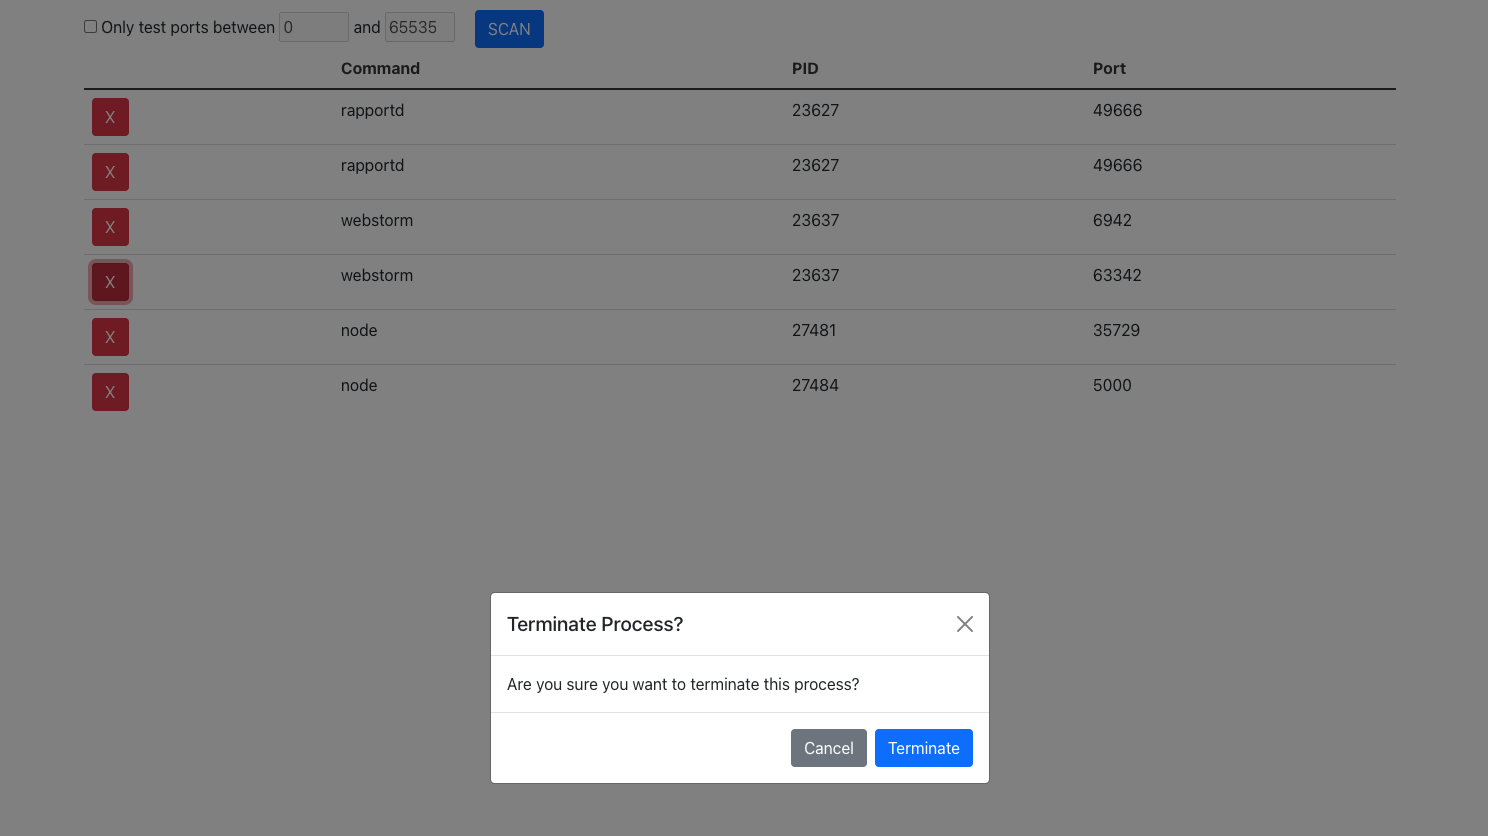 Only test ports between 0 and 65535 SCAN
Command PID Port
X rapportd 23627 49666
X rapportd 23627 49666
X webstorm 23637 6942
X webstorm 23637 63342
X node 27481 35729
X node 27484 5000
Terminate Process?
Are you sure you want to terminate this process?
Cancel Terminate